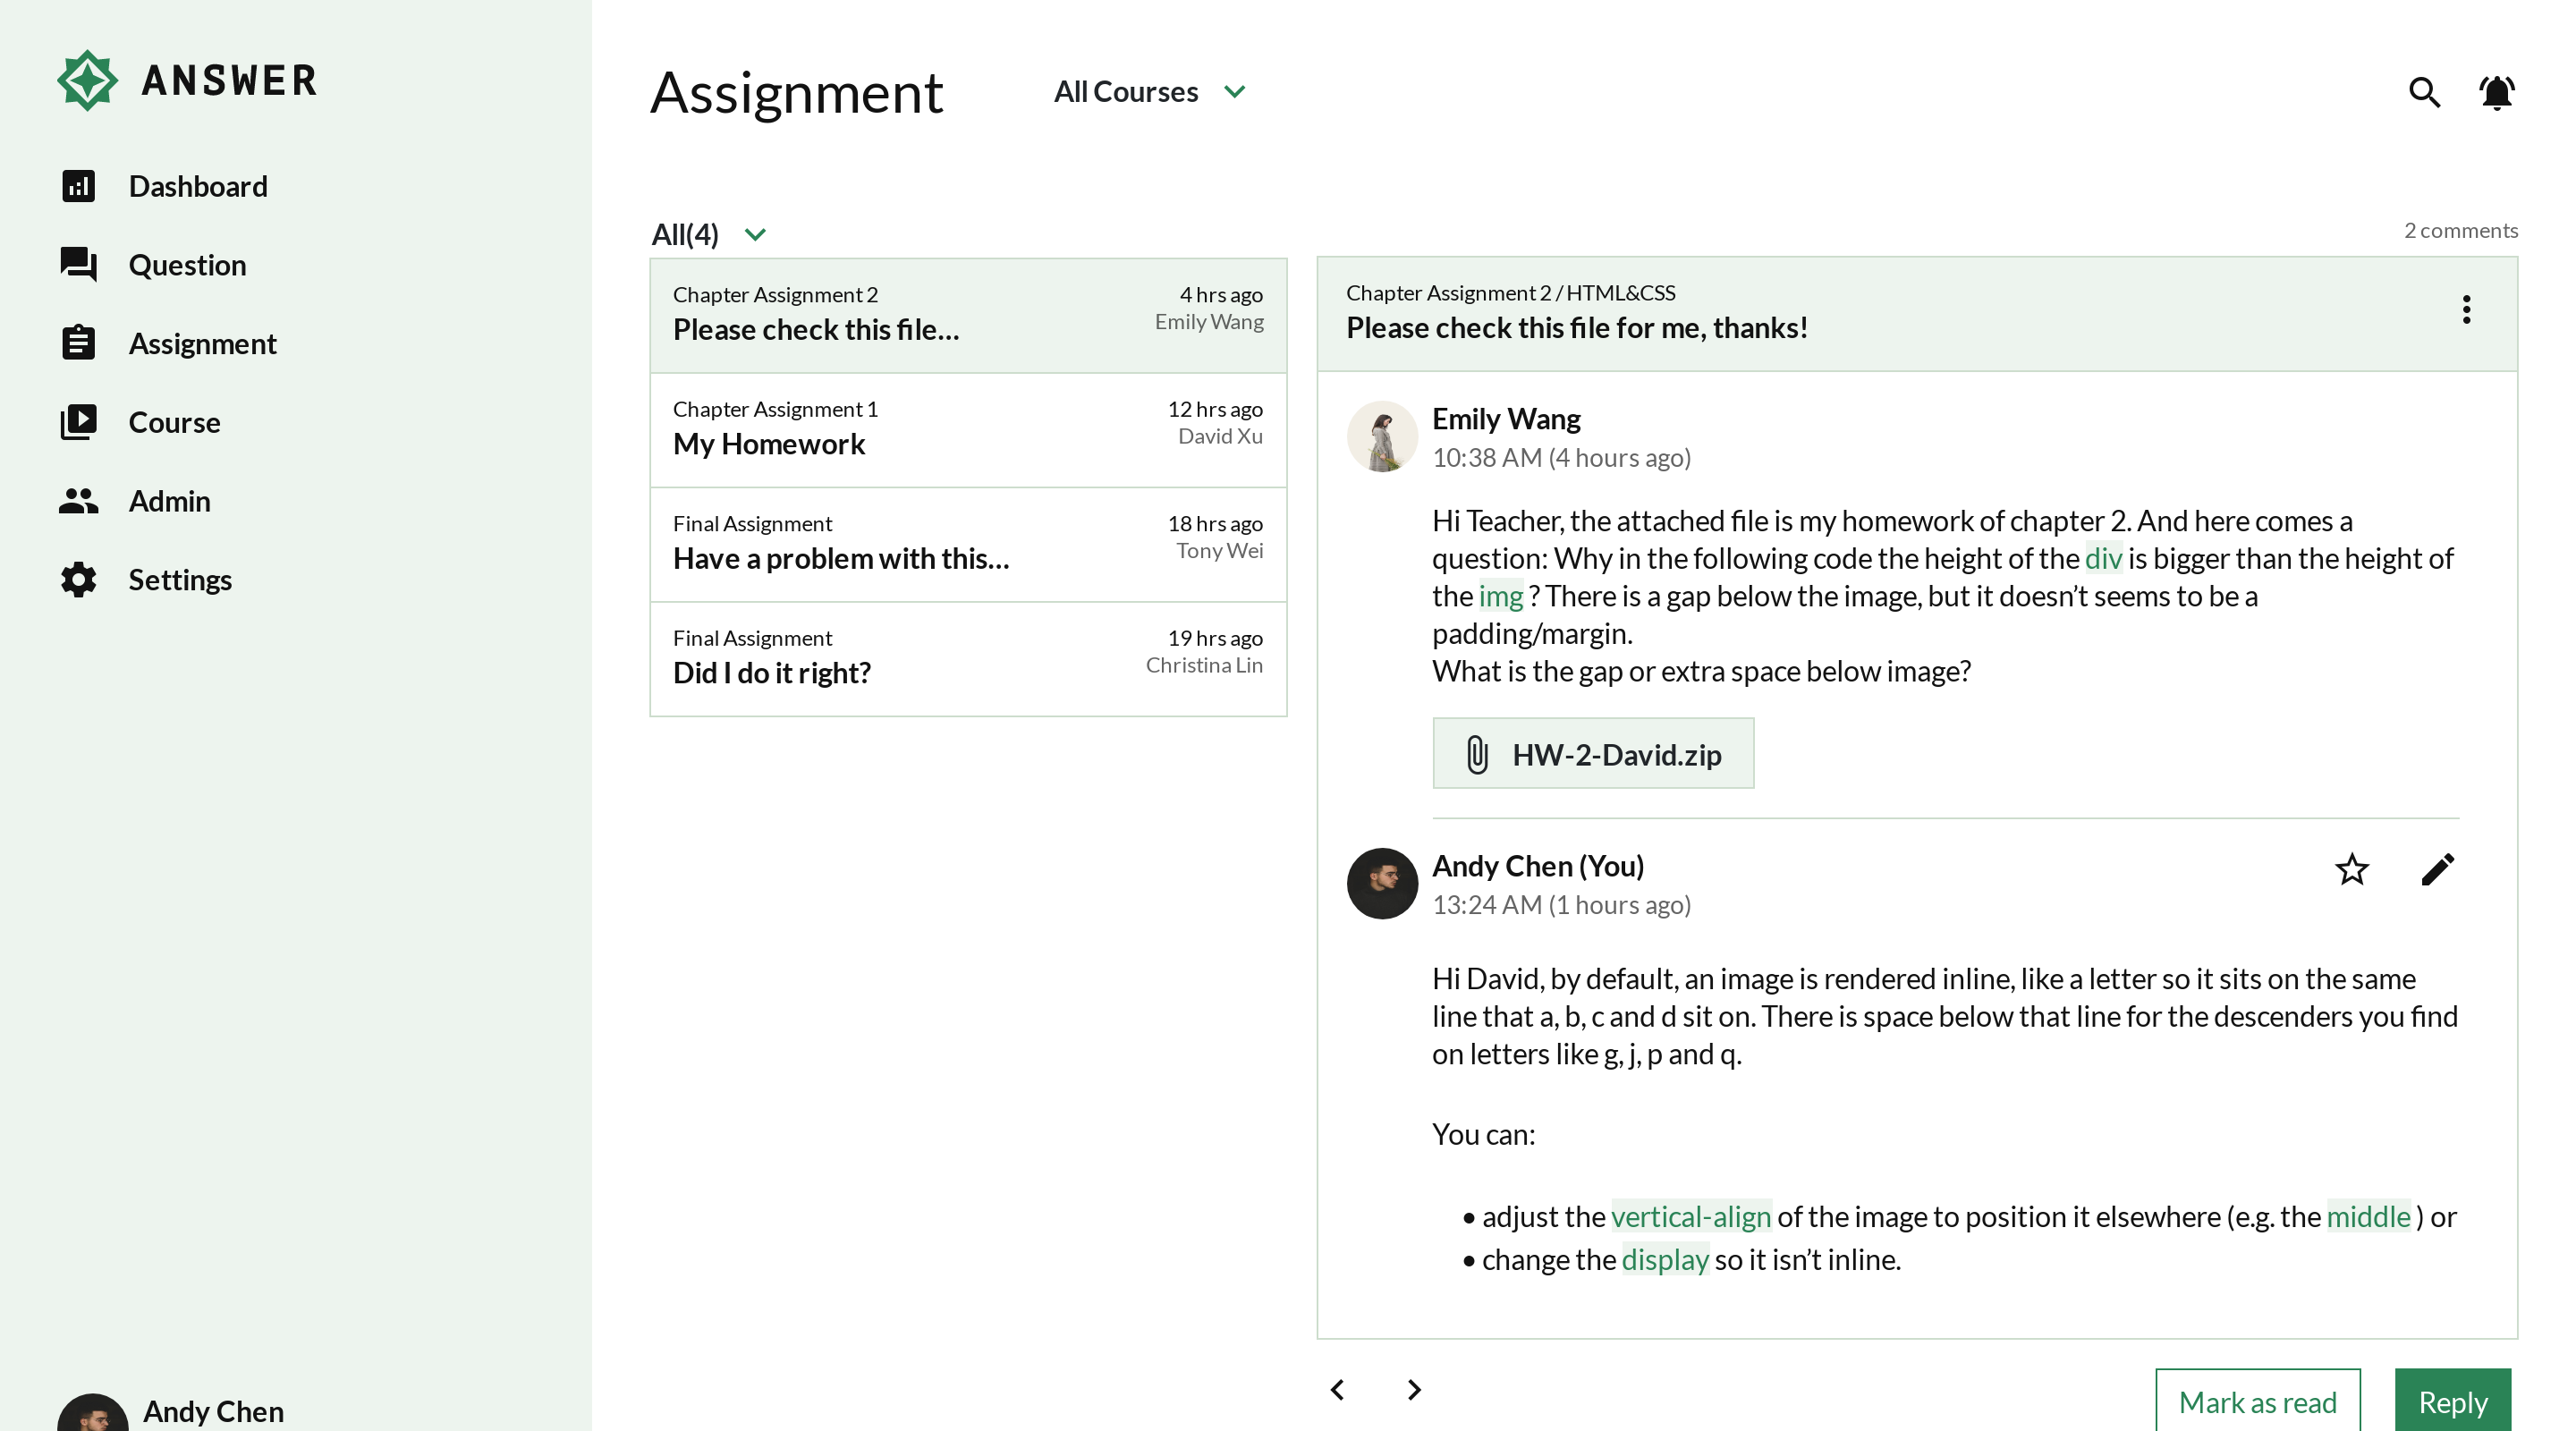 ANSWER
Dashboard
Question
Assignment
Course
Admin
Settings
Andy Chen
Assignment
All Courses
All(4)
Chapter Assignment 2
4 hrs ago
Please check this file...
Emily Wang
Chapter Assignment 1
12 hrs ago
My Homework
David Xu
Final Assignment
18 hrs ago
Have a problem with this...
Tony Wei
Final Assignment
19 hrs ago
Did I do it right?
Christina Lin
2 comments
Chapter Assignment 2 / HTML&CSS
Please check this file for me, thanks!
Emily Wang
10:38 AM (4 hours ago)
Hi Teacher, the attached file is my homework of chapter 2. And here comes a
question: Why in the following code the height of the div is bigger than the height of
the img ? There is a gap below the image, but it doesn’t seems to be a
padding/margin.
What is the gap or extra space below image?
HW-2-David.zip
Andy Chen (You)
13:24 AM (1 hours ago)
Hi David, by default, an image is rendered inline, like a letter so it sits on the same
line that a, b, c and d sit on. There is space below that line for the descenders you find
on letters like g, j, p and q.
You can:
• adjust the vertical-align of the image to position it elsewhere (e.g. the middle ) or
• change the display so it isn’t inline.
Mark as read
Reply